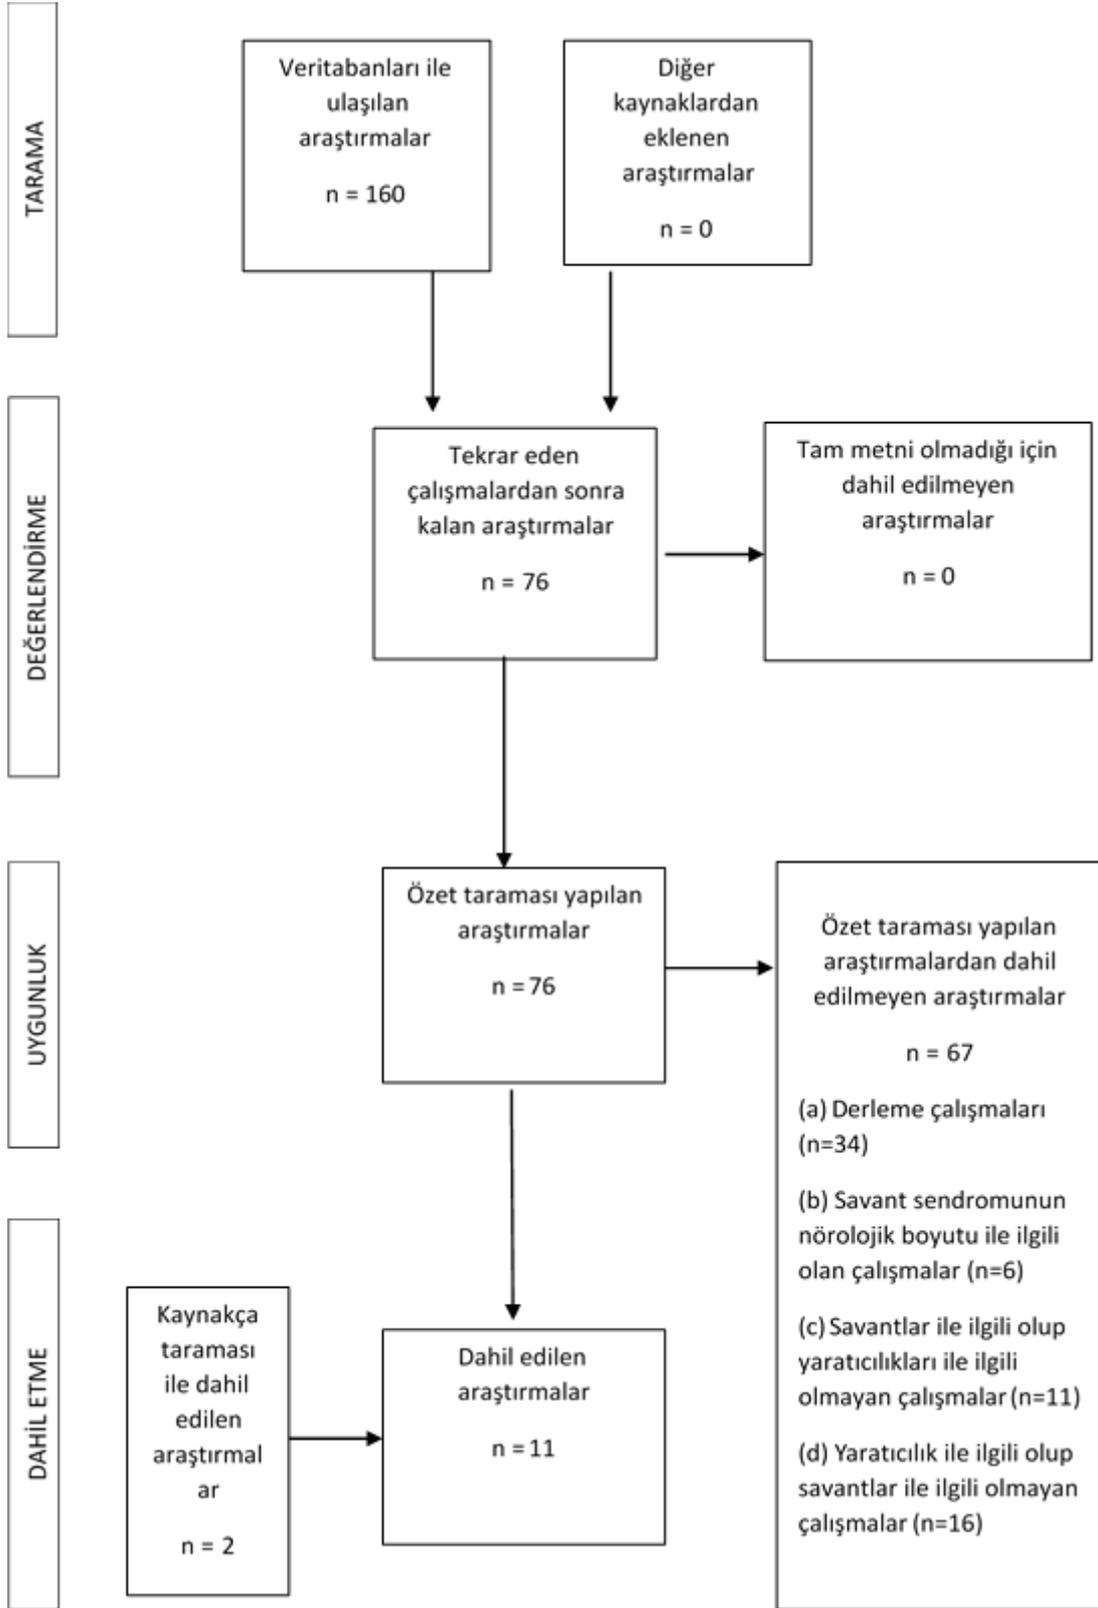 TARAMA
Veritabanları ile
ulaşılan
araştırmalar
n = 160
Diğer
kaynaklardan
eklenen
araştırmalar
n = 0
DEĞERLENDİRME
Tekrar eden
çalışmalardan sonra
kalan araştırmalar
n = 76
Tam metni olmadığı için
dahil edilmeyen
araştırmalar
n = 0
UYGUNLUK
Özet taraması yapılan
araştırmalar
n = 76
Özet taraması yapılan
araştırmalardan dahil
edilmeyen araştırmalar
n = 67
(a) Derleme çalışmaları
(n=34)
(b) Savant sendromunun
nörolojik boyutu ile ilgili
olan çalışmalar (n=6)
(c) Savantlar ile ilgili olup
yaratıcılıkları ile ilgili
olmayan çalışmalar (n=11)
(d) Yaratıcılık ile ilgili olup
savantlar ile ilgili olmayan
çalışmalar (n=16)
DAHİL ETME
Kaynakça
taraması
ile dahil
edilen
araştırmal
ar
n = 2
Dahil edilen
araştırmalar
n = 11